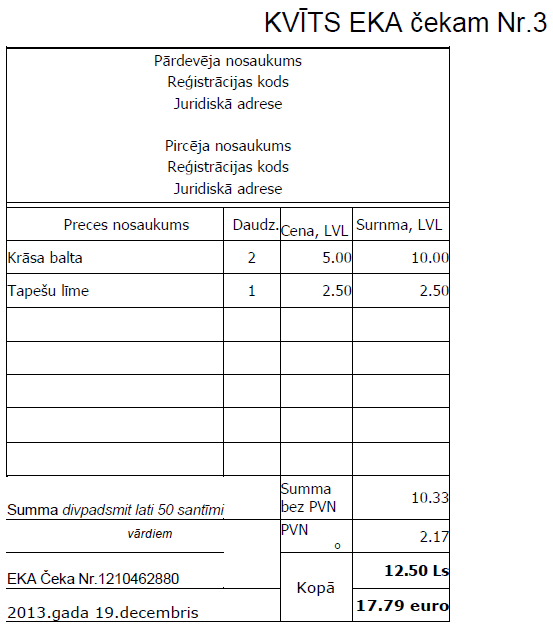 KVĪTS EKA čekam Nr.3
Pārdevēja nosaukums
Reģistrācijas kods
Juridiskā adrese
Pircēja nosaukums
Reģistrācijas kods
Juridiskā adrese
Preces nosaukums Daudz. Cena, LVL Surnma, LVL
Krāsa balta 2 5.00 10.00
Tapešu līme 1 2.50 2.50
Summa divpadsmit lati 50 santīmi Summa bez PVN 10.33
vārdiem PVN o 2.17
EKA Čeka Nr.1210462880 Kopā 12.50 Ls
2013.gada 19.decembris 17.79 euro